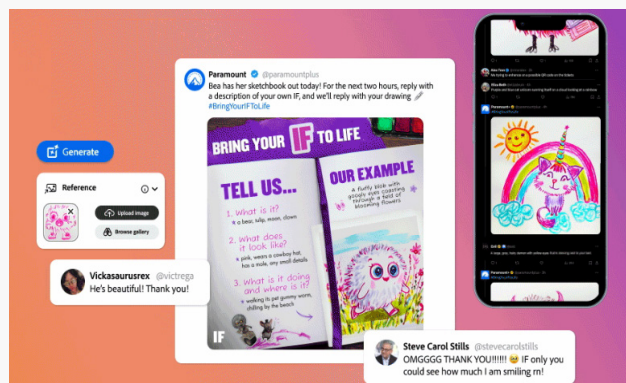 Generate
Reference
Upload image
Browse gallery
Vickasaurusrex @victrega
He's beautiful! Thank you!
Paramount @paramountplus
Bea has her sketchbook out today! For the next two hours, reply with
a description of your own IF, and we'll reply with your drawing
#BringYourIFToLife
BRING YOUR IF TO LIFE
TELL US...
1. What is it?
a bear, blip, moon, clown
2. What does
it look like?
pink, wears a cowboy hat,
has a mole, any small details
3. What is it doing
and where is it?
walking its pet gummy worm,
chilling by the beach
IF
OUR EXAMPLE
A fluffy blob with
googly eyes coasting
through a field of
blooming flowers
Steve Carol Stills @stevecarolstills
OMGGGG THANK YOU!!!!!! IF only you
could see how much I am smiling rn!
Paramount